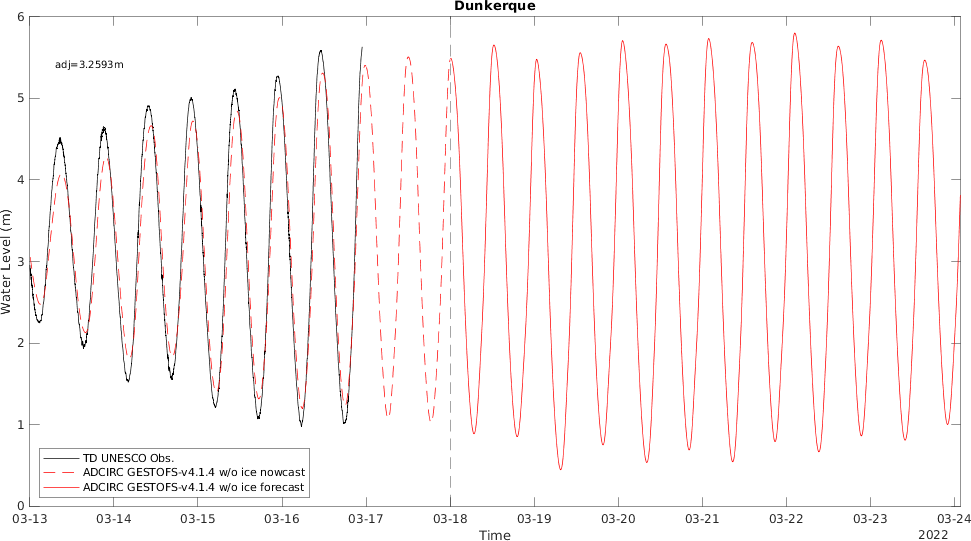 Dunkerque
adj=3.2593m
Water Level (m)
6
5
4
3
2
1
0
TD UNESCO Obs.
ADCIRC GESTOFS-v4.1.4 w/o ice nowcast
ADCIRC GESTOFS-v4.1.4 w/o ice forecast
03-13 03-14 03-15 03-16 03-17 03-18 03-19 03-20 03-21 03-22 03-23 03-24
Time
2022